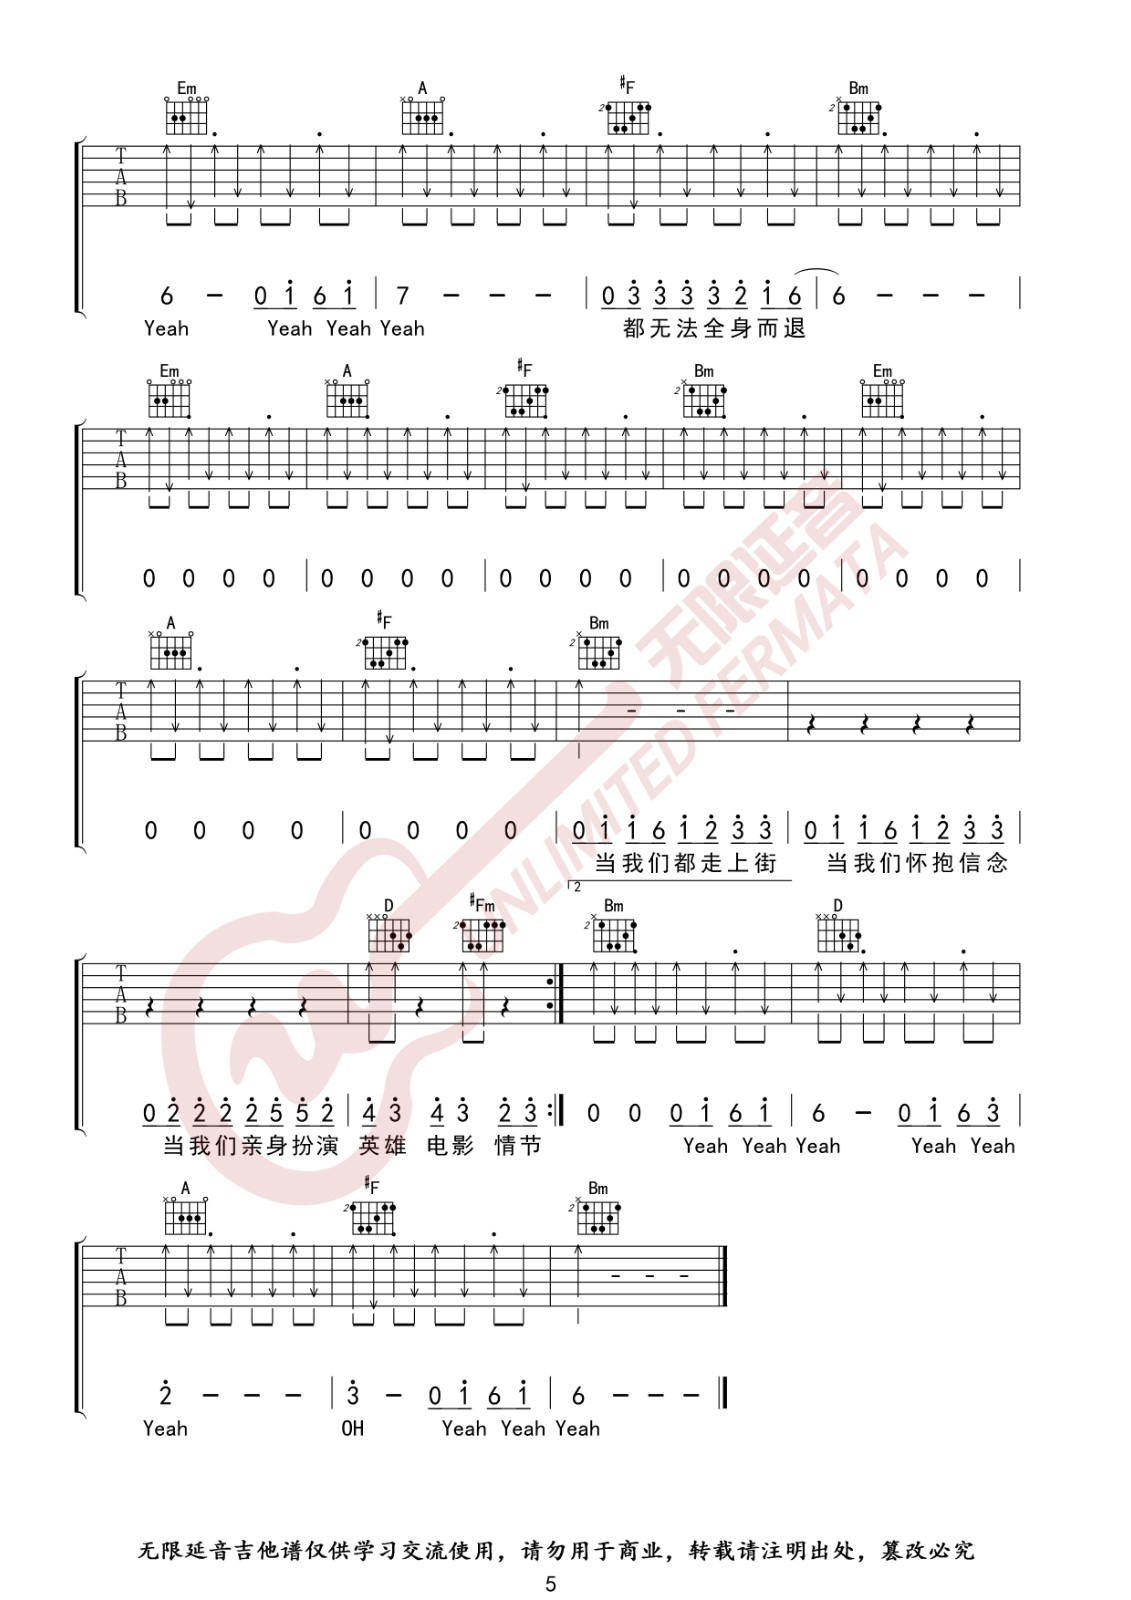 Em A #F Bm
6 - 0 1 6 1 | 7 - - - | 0 3 3 3 3 2 1 6 | 6 - - - |
Yeah Yeah Yeah Yeah 都无法全身而退
Em A #F Bm Em
0 0 0 0 | 0 0 0 0 | 0 0 0 0 | 0 0 0 0 | 0 0 0 0 |
A #F Bm
0 0 0 0 | 0 0 0 0 | 0 1 1 6 1 2 3 3 | 0 1 1 6 1 2 3 3 |
当我们都走上街 当我们怀抱信念
2
D #Fm Bm D
0 2 2 2 2 5 5 2 | 4 3 4 3 2 3 :| 0 0 0 1 6 1 | 6 - 0 1 6 3 |
当我们亲身扮演 英雄 电影 情节 Yeah Yeah Yeah Yeah Yeah
A #F Bm
2 - - - | 3 - 0 1 6 1 | 6 - - - |
Yeah OH Yeah Yeah Yeah
无限延音
UNLIMITED FERMATA
无限延音吉他谱仅供学习交流使用，请勿用于商业，转载请注明出处，篡改必究
5